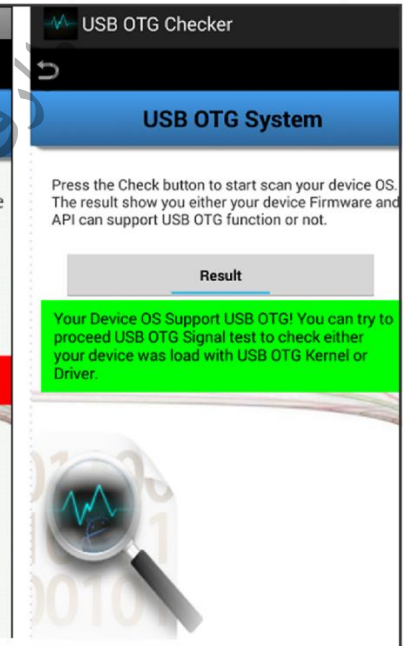 USB OTG Checker
USB OTG System
Press the Check button to start scan your device OS.
The result show you either your device Firmware and
API can support USB OTG function or not.
Result
Your Device OS Support USB OTG! You can try to
proceed USB OTG Signal test to check either
your device was load with USB OTG Kernel or
Driver.